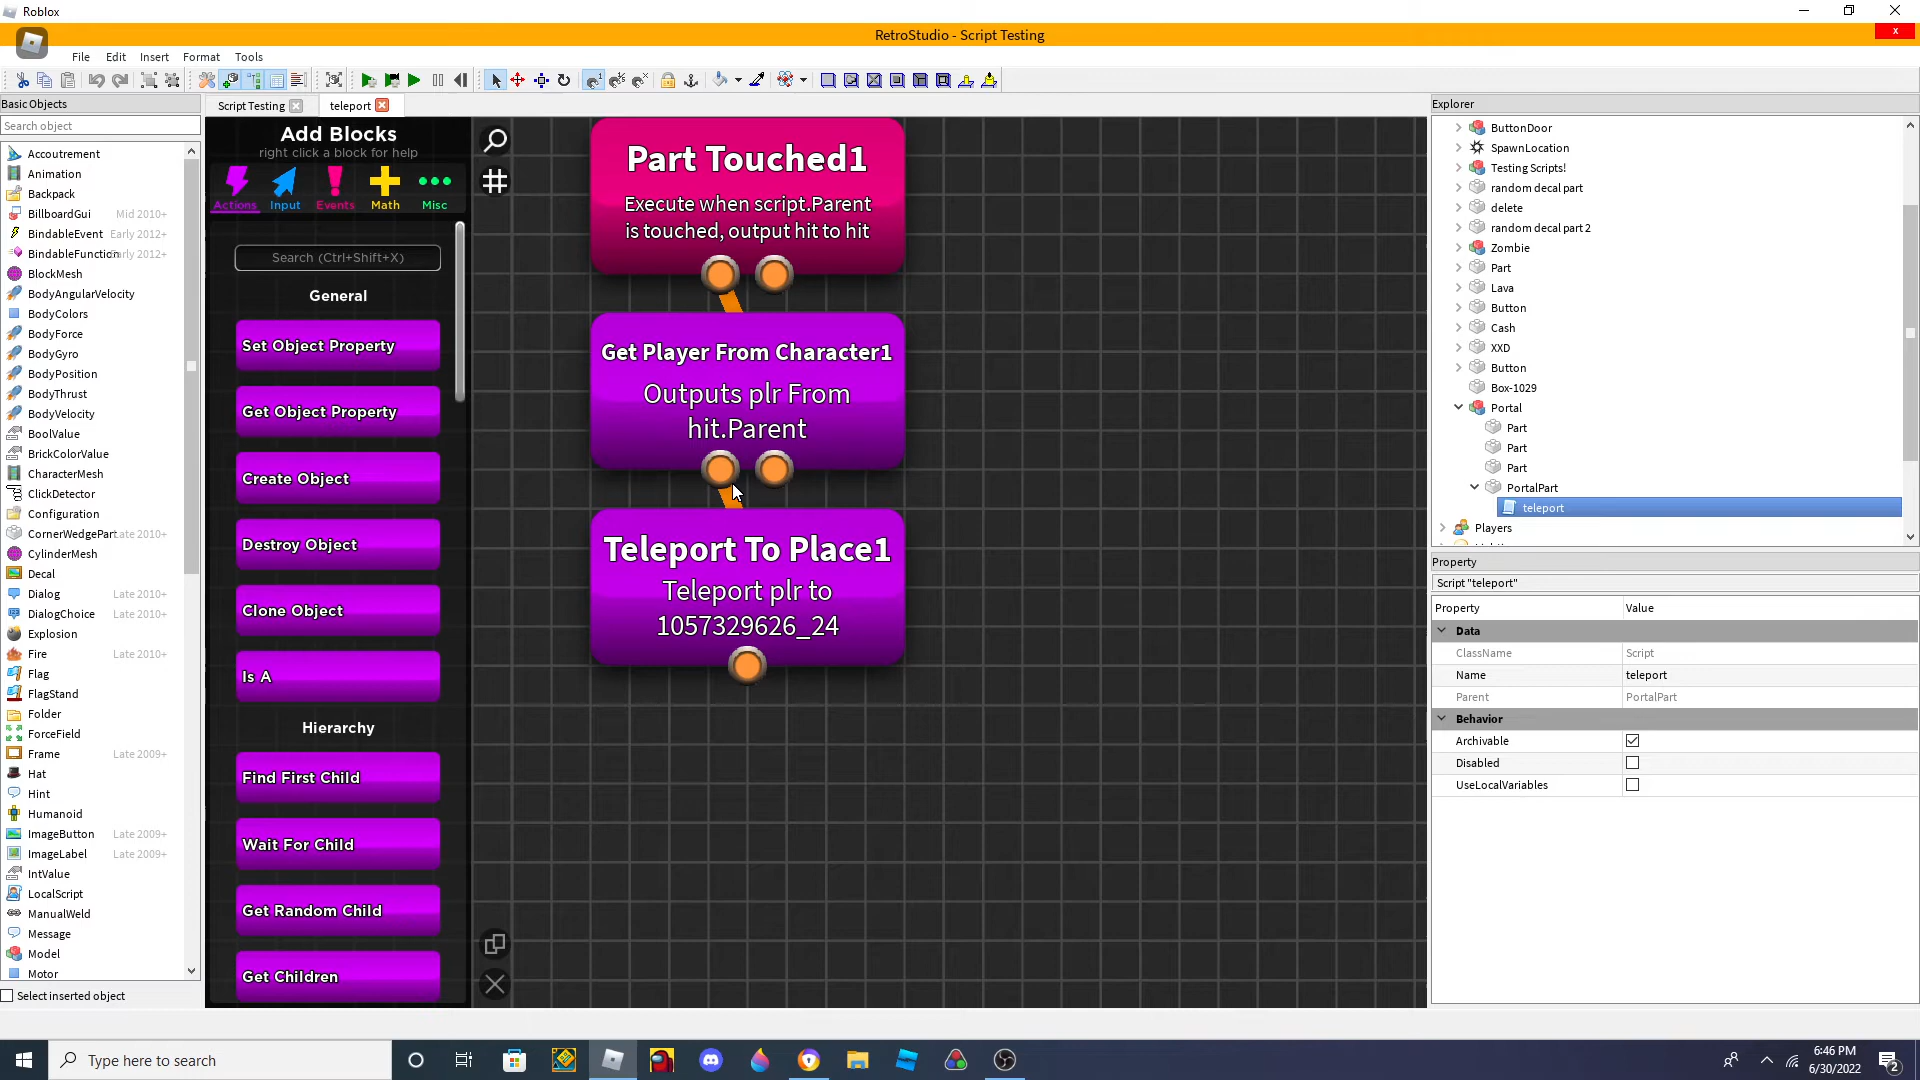 Roblox
RetroStudio - Script Testing
x
File Edit Insert Format Tools
Basic Objects
Search object
Accoutrement
Animation
Backpack
BillboardGui Mid 2010+
BindableEvent Early 2012+
BindableFunction Early 2012+
BlockMesh
BodyAngularVelocity
BodyColors
BodyForce
BodyGyro
BodyPosition
BodyThrust
BodyVelocity
BoolValue
BrickColorValue
CharacterMesh
ClickDetector
Configuration
CornerWedgePart Late 2010+
CylinderMesh
Decal
Dialog Late 2010+
DialogChoice Late 2010+
Explosion
Fire Late 2010+
Flag
FlagStand
Folder
ForceField
Frame Late 2009+
Hat
Hint
Humanoid
ImageButton Late 2009+
ImageLabel Late 2009+
IntValue
LocalScript
ManualWeld
Message
Model
Motor
Select inserted object
Script Testing
teleport
Add Blocks
right click a block for help
Actions Input Events Math Misc
Search (Ctrl+Shift+X)
General
Set Object Property
Get Object Property
Create Object
Destroy Object
Clone Object
Is A
Hierarchy
Find First Child
Wait For Child
Get Random Child
Get Children
Part Touched1
Execute when script.Parent
is touched, output hit to hit
Get Player From Character1
Outputs plr From
hit.Parent
Teleport To Place1
Teleport plr to
1057329626_24
Explorer
ButtonDoor
SpawnLocation
Testing Scripts!
random decal part
delete
random decal part 2
Zombie
Part
Lava
Button
Cash
XXD
Button
Box-1029
Portal
Part
Part
Part
PortalPart
teleport
Players
Property
Script "teleport"
Property Value
Data
ClassName Script
Name teleport
Parent PortalPart
Behavior
Archivable
Disabled
UseLocalVariables
Type here to search
6:46 PM
6/30/2022
2